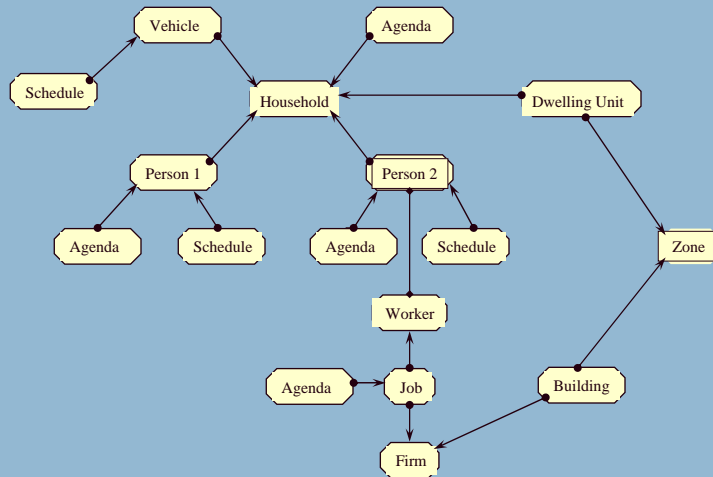 Vehicle
Agenda
Schedule
Household
Dwelling Unit
Person 1
Person 2
Agenda
Schedule
Agenda
Schedule
Zone
Worker
Agenda
Job
Building
Firm